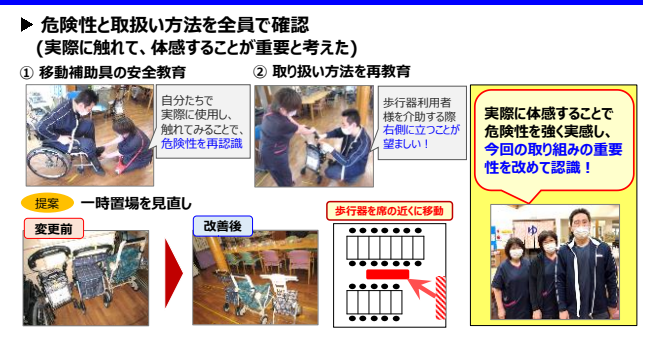 ▶ 危険性と取扱い方法を全員で確認
(実際に触れて、体感することが重要と考えた)
① 移動補助具の安全教育
② 取り扱い方法を再教育
自分たちで
実際に使用し、
触れてみることで、
危険性を再認識
歩行器利用者
様を介助する際
右側に立つことが
望ましい！
実際に体感することで
危険性を強く実感し、
今回の取り組みの重要
性を改めて認識！
提案 一時置場を見直し
変更前
改善後
歩行器を席の近くに移動
ゆ